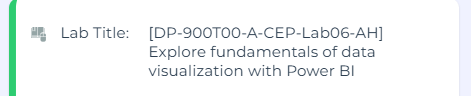 Lab Title: [DP-900T00-A-CEP-Lab06-AH]
Explore fundamentals of data
visualization with Power BI